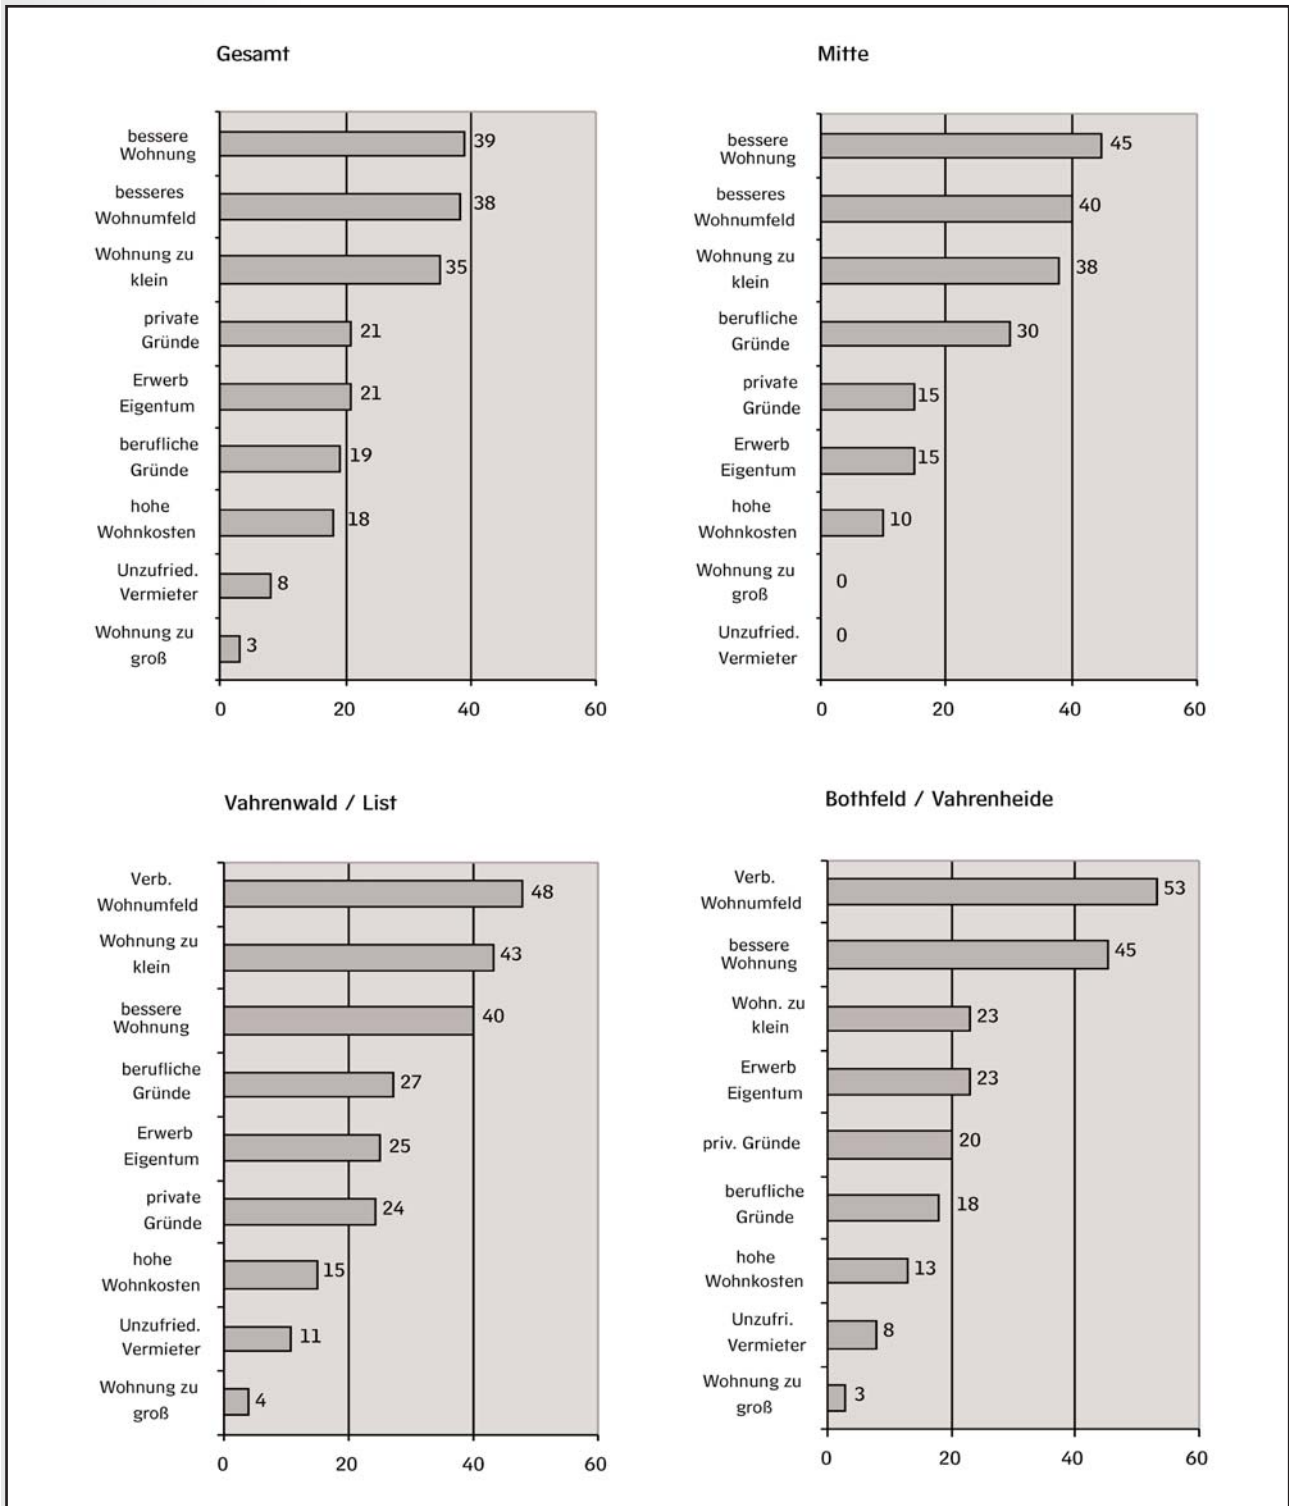 Gesamt
bessere
Wohnung
39
besseres
Wohnumfeld
38
Wohnung zu
klein
35
private
Gründe
21
Erwerb
Eigentum
21
berufliche
Gründe
19
hohe
Wohnkosten
18
Unzufried.
Vermieter
8
Wohnung zu
groß
3
0 20 40 60
Mitte
bessere
Wohnung
45
besseres
Wohnumfeld
40
Wohnung zu
klein
38
berufliche
Gründe
30
private
Gründe
15
Erwerb
Eigentum
15
hohe
Wohnkosten
10
Wohnung zu
groß
0
Unzufried.
Vermieter
0
0 20 40 60
Vahrenwald / List
Verb.
Wohnumfeld
48
Wohnung zu
klein
43
bessere
Wohnung
40
berufliche
Gründe
27
Erwerb
Eigentum
25
private
Gründe
24
hohe
Wohnkosten
15
Unzufried.
Vermieter
11
Wohnung zu
groß
4
0 20 40 60
Bothfeld / Vahrenheide
Verb.
Wohnumfeld
53
bessere
Wohnung
45
Wohn. zu
klein
23
Erwerb
Eigentum
23
priv. Gründe
20
berufliche
Gründe
18
hohe
Wohnkosten
13
Unzufri.
Vermieter
8
Wohnung zu
groß
3
0 20 40 60